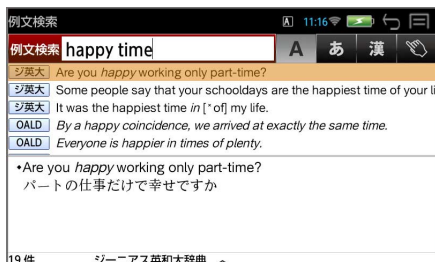 例文検索 A 11:16
例文検索 happy time A あ 漢
ジ英大 Are you happy working only part-time?
ジ英大 Some people say that your schooldays are the happiest time of your li
ジ英大 It was the happiest time in [*of] my life.
OALD By a happy coincidence, we arrived at exactly the same time.
OALD Everyone is happier in times of plenty.
◆Are you happy working only part-time?
パートの仕事だけで幸せですか
19件 ジーニアス英和大辞典